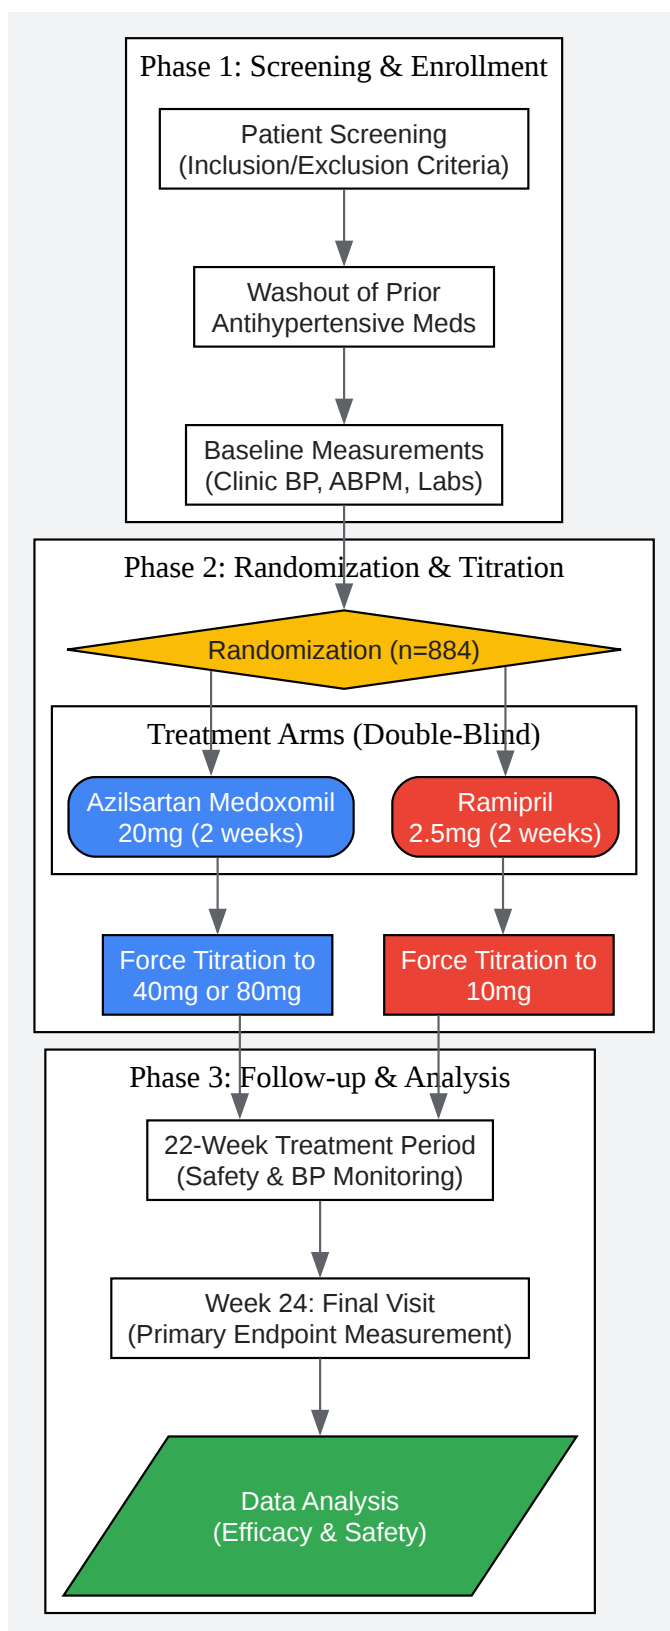 Phase 1: Screening & Enrollment
Patient Screening
(Inclusion/Exclusion Criteria)
Washout of Prior
Antihypertensive Meds
Baseline Measurements
(Clinic BP, ABPM, Labs)
Phase 2: Randomization & Titration
Randomization (n=884)
Treatment Arms (Double-Blind)
Azilsartan Medoxomil
20mg (2 weeks)
Ramipril
2.5mg (2 weeks)
Force Titration to
40mg or 80mg
Force Titration to
10mg
Phase 3: Follow-up & Analysis
22-Week Treatment Period
(Safety & BP Monitoring)
Week 24: Final Visit
(Primary Endpoint Measurement)
Data Analysis
(Efficacy & Safety)